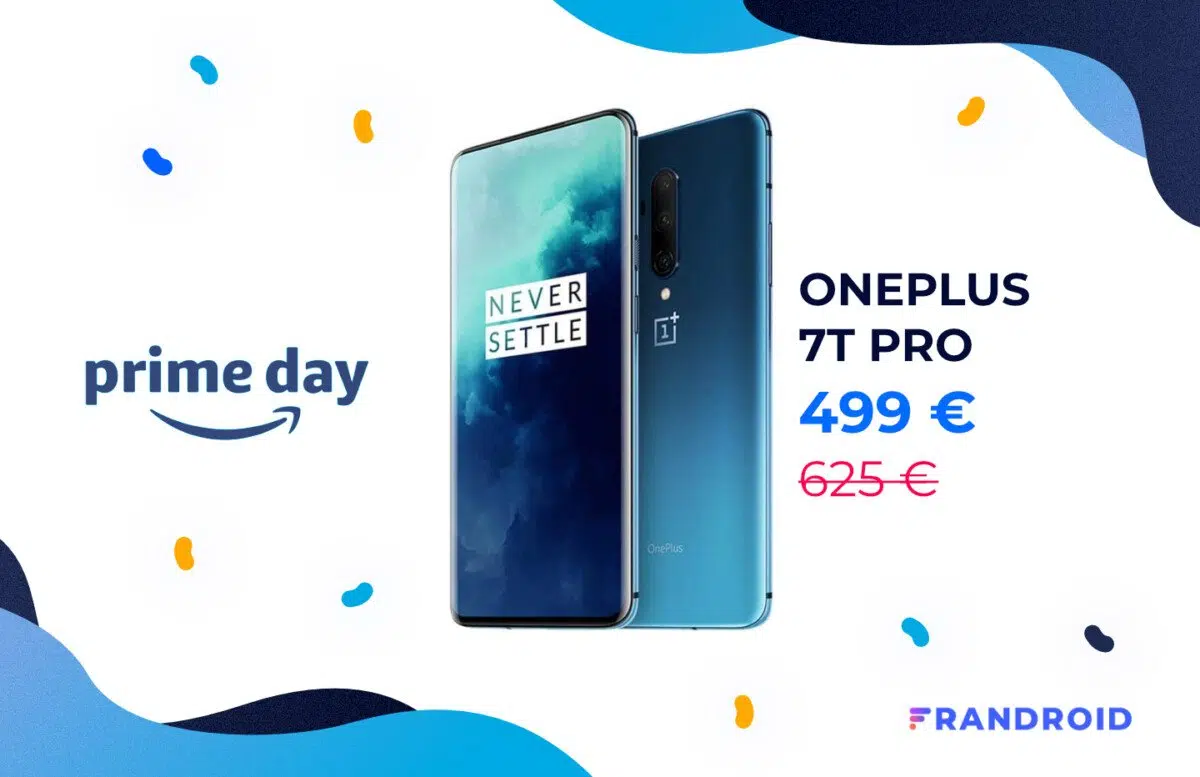 prime day
NEVER
SETTLE
OnePlus
ONEPLUS
7T PRO
499 €
625 €
FRANDROID